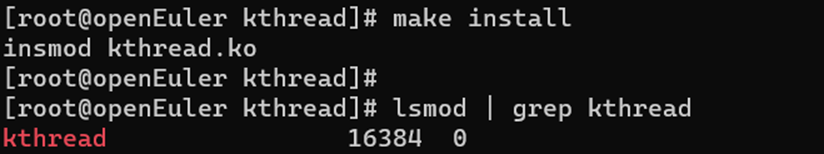 [root@openEuler kthread]# make install
insmod kthread.ko
[root@openEuler kthread]#
[root@openEuler kthread]# lsmod | grep kthread
kthread                16384  0